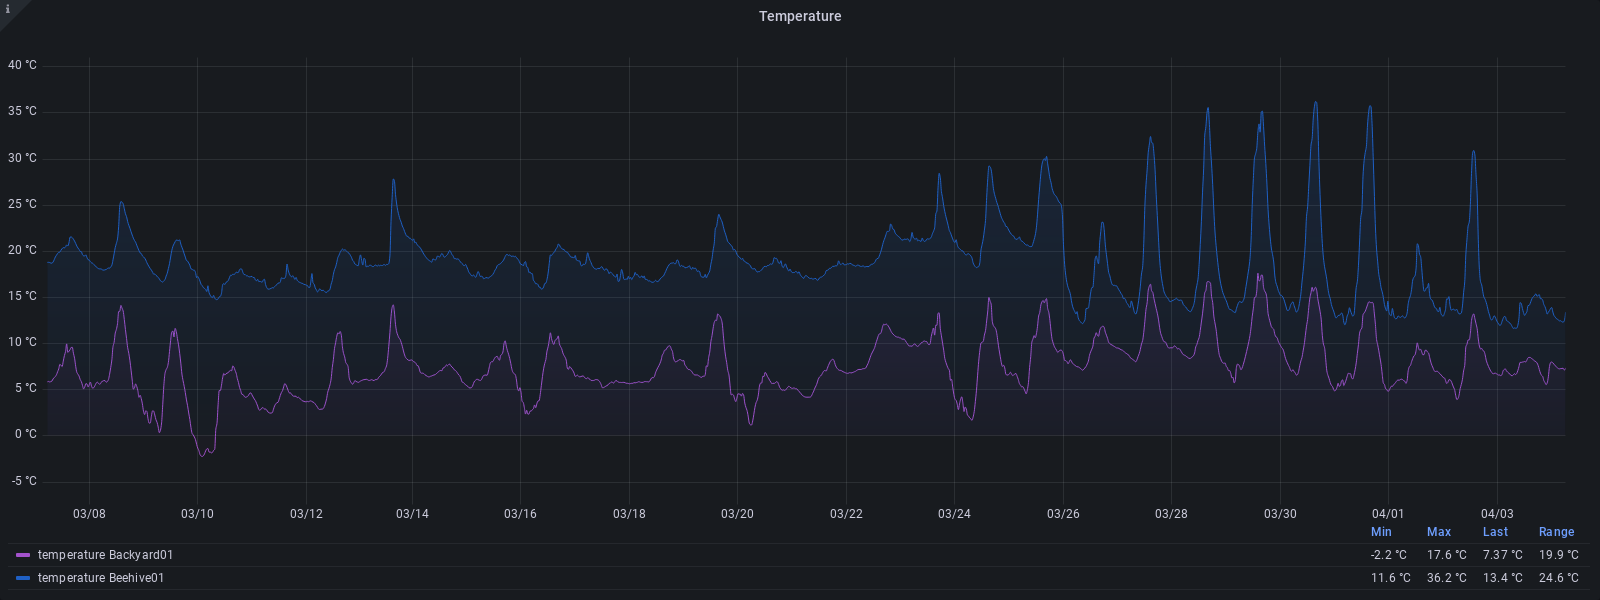 i
Temperature
40 °C
35 °C
30 °C
25 °C
20 °C
15 °C
10 °C
5 °C
0 °C
-5 °C
03/08 03/10 03/12 03/14 03/16 03/18 03/20 03/22 03/24 03/26 03/28 03/30 04/01 04/03
Min Max Last Range
temperature Backyard01 -2.2 °C 17.6 °C 7.37 °C 19.9 °C
temperature Beehive01 11.6 °C 36.2 °C 13.4 °C 24.6 °C